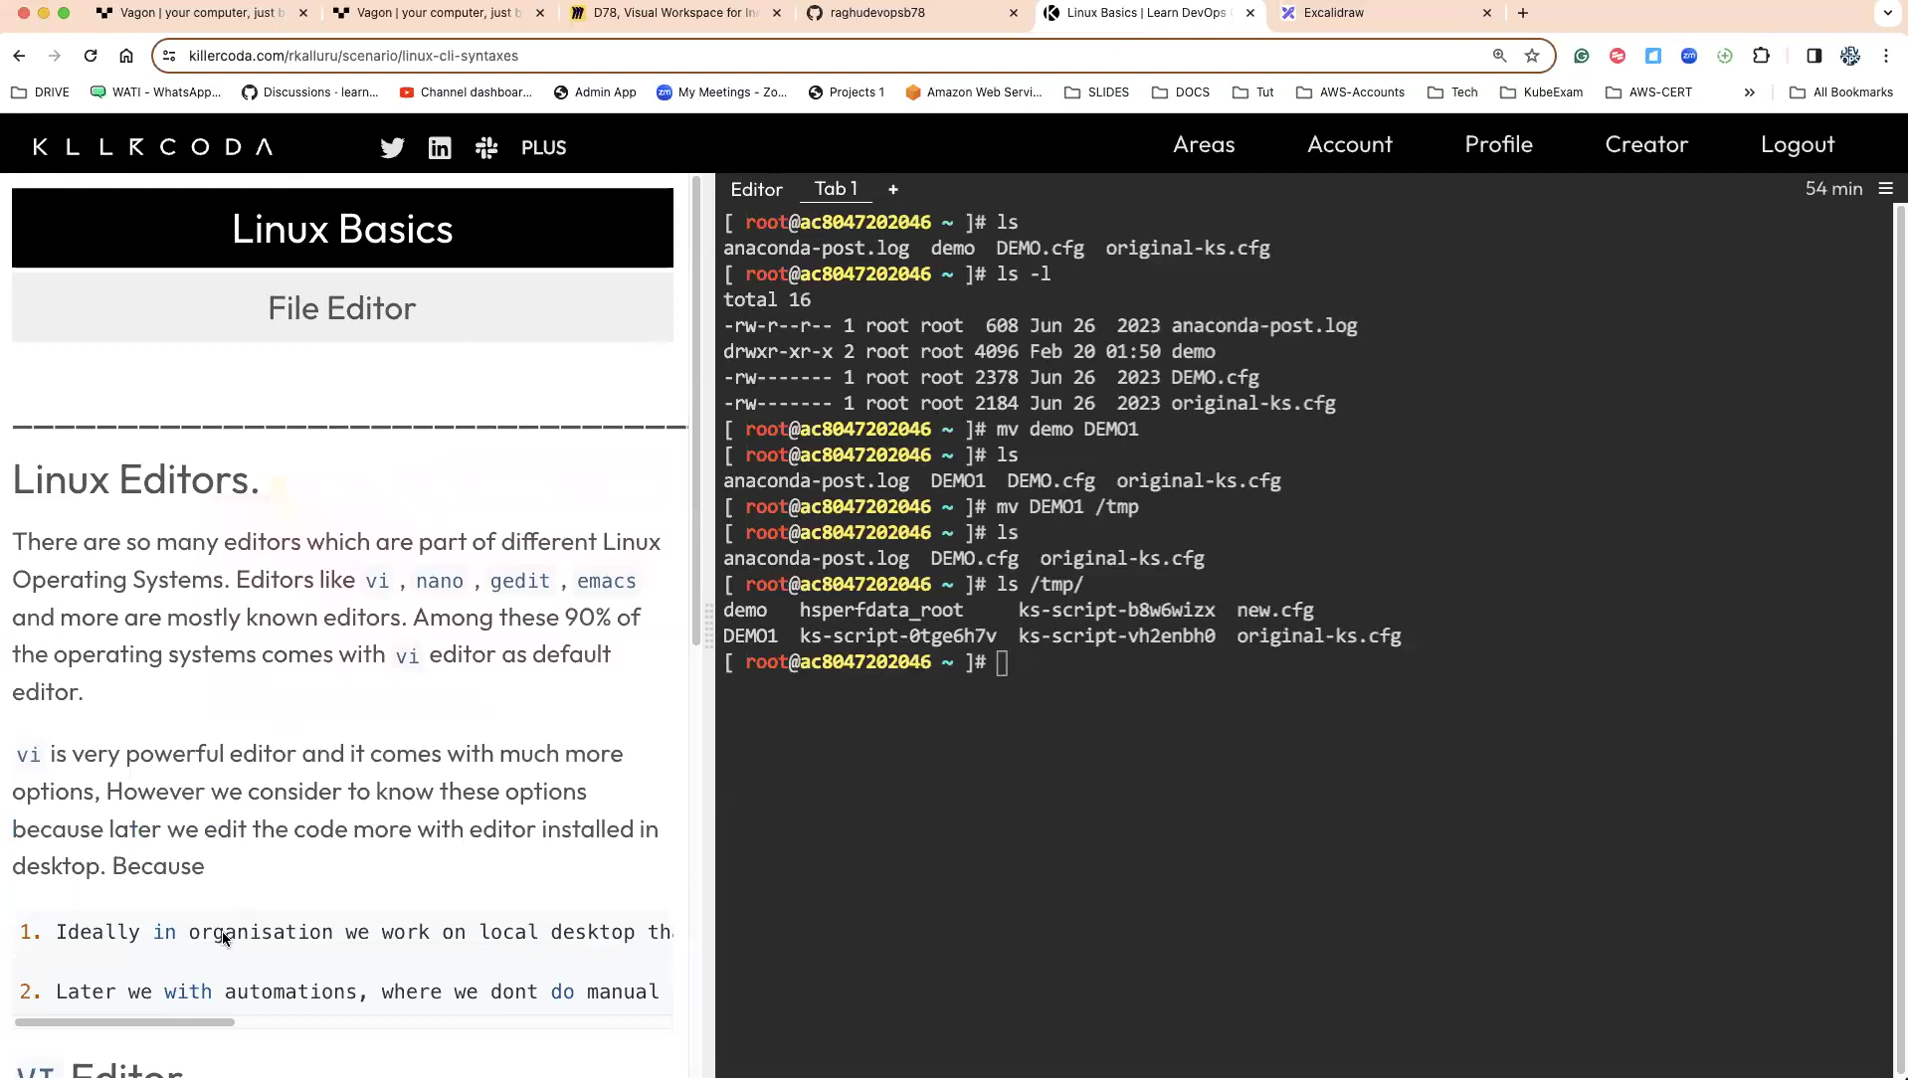 Vagon | your computer, just b
Vagon | your computer, just b
D78, Visual Workspace for In
raghudevopsb78
Linux Basics | Learn DevOps
Excalidraw
killercoda.com/rkalluru/scenario/linux-cli-syntaxes
DRIVE
WATI - WhatsApp...
Discussions · learn...
Channel dashboar...
Admin App
My Meetings - Zo...
Projects 1
Amazon Web Servi...
SLIDES
DOCS
Tut
AWS-Accounts
Tech
KubeExam
AWS-CERT
»
All Bookmarks
KLLRCODA
PLUS
Areas
Account
Profile
Creator
Logout
Linux Basics
File Editor
Linux Editors.
There are so many editors which are part of different Linux
Operating Systems. Editors like vi , nano , gedit , emacs
and more are mostly known editors. Among these 90% of
the operating systems comes with vi editor as default
editor.
vi is very powerful editor and it comes with much more
options, However we consider to know these options
because later we edit the code more with editor installed in
desktop. Because
1. Ideally in organisation we work on local desktop tha
2. Later we with automations, where we dont do manual
VI Editor
Editor
Tab 1
+
54 min
[ root@ac8047202046 ~ ]# ls
anaconda-post.log  demo  DEMO.cfg  original-ks.cfg
[ root@ac8047202046 ~ ]# ls -l
total 16
-rw-r--r-- 1 root root  608 Jun 26  2023 anaconda-post.log
drwxr-xr-x 2 root root 4096 Feb 20 01:50 demo
-rw------- 1 root root 2378 Jun 26  2023 DEMO.cfg
-rw------- 1 root root 2184 Jun 26  2023 original-ks.cfg
[ root@ac8047202046 ~ ]# mv demo DEMO1
[ root@ac8047202046 ~ ]# ls
anaconda-post.log  DEMO1  DEMO.cfg  original-ks.cfg
[ root@ac8047202046 ~ ]# mv DEMO1 /tmp
[ root@ac8047202046 ~ ]# ls
anaconda-post.log  DEMO.cfg  original-ks.cfg
[ root@ac8047202046 ~ ]# ls /tmp/
demo   hsperfdata_root     ks-script-b8w6wizx  new.cfg
DEMO1  ks-script-0tge6h7v  ks-script-vh2enbh0  original-ks.cfg
[ root@ac8047202046 ~ ]#